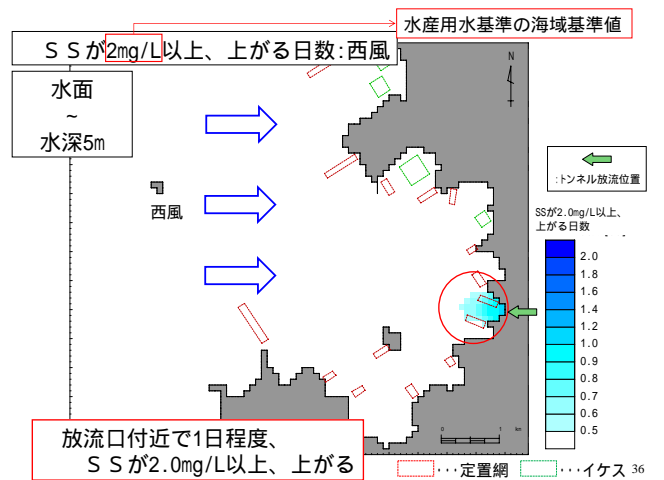 水産用水基準の海域基準値
ＳＳが2mg/L以上、上がる日数:西風
水面
~
水深5m
N
西風
:トンネル放流位置
SSが2.0mg/L以上、
上がる日数
2.0
1.8
1.6
1.4
1.2
1.0
0.9
0.8
0.7
0.6
0.5
0
1
km
放流口付近で1日程度、
ＳＳが2.0mg/L以上、上がる
･･･定置網
･･･イケス
36